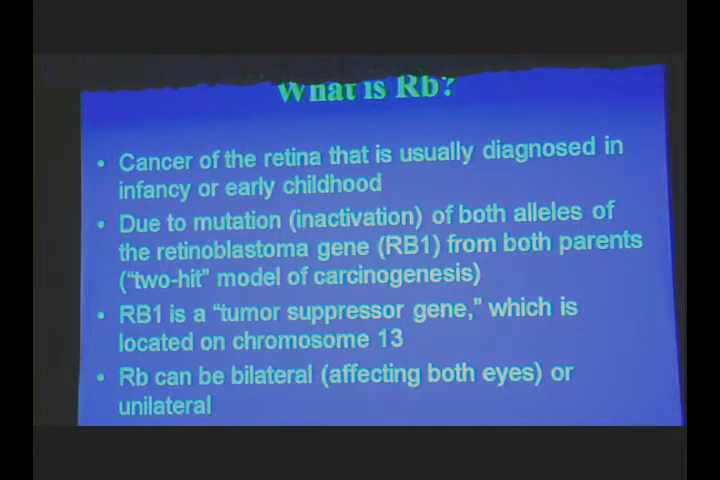 What is Rb?
• Cancer of the retina that is usually diagnosed in
infancy or early childhood
• Due to mutation (inactivation) of both alleles of
the retinoblastoma gene (RB1) from both parents
("two-hit" model of carcinogenesis)
• RB1 is a "tumor suppressor gene," which is
located on chromosome 13
• Rb can be bilateral (affecting both eyes) or
unilateral